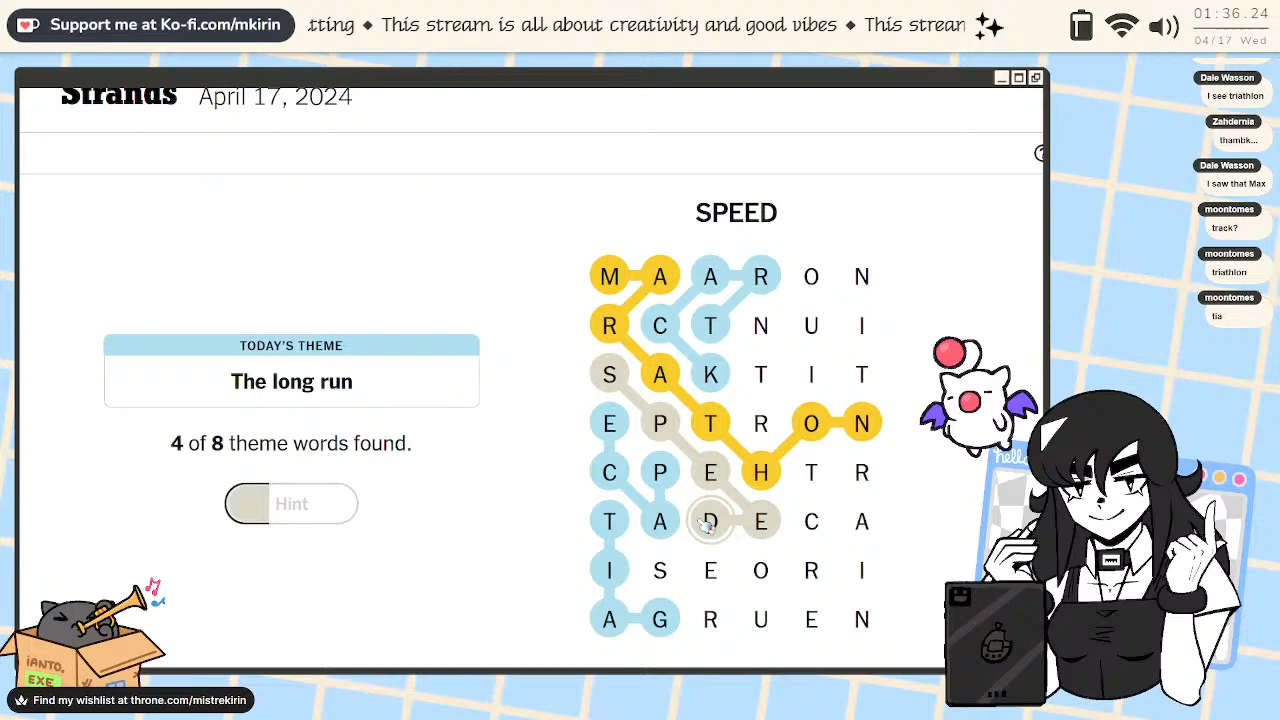 Support me at Ko-fi.com/mkirin
tting ◆ This stream is all about creativity and good vibes ◆ This stream
01:36.24
04/17 Wed
Strands April 17, 2024
?
SPEED
M A A R O N
R C T N U I
S A K T I T
E P T R O N
C P E H T R
T A D E C A
I S E O R I
A G R U E N
TODAY'S THEME
The long run
4 of 8 theme words found.
Hint
Dale Wasson
I see triathlon
Zahdernia
thambk...
Dale Wasson
I saw that Max
moontomes
track?
moontomes
triathlon
moontomes
tia
hello
iANTO.
EXE
Find my wishlist at throne.com/mistrekirin